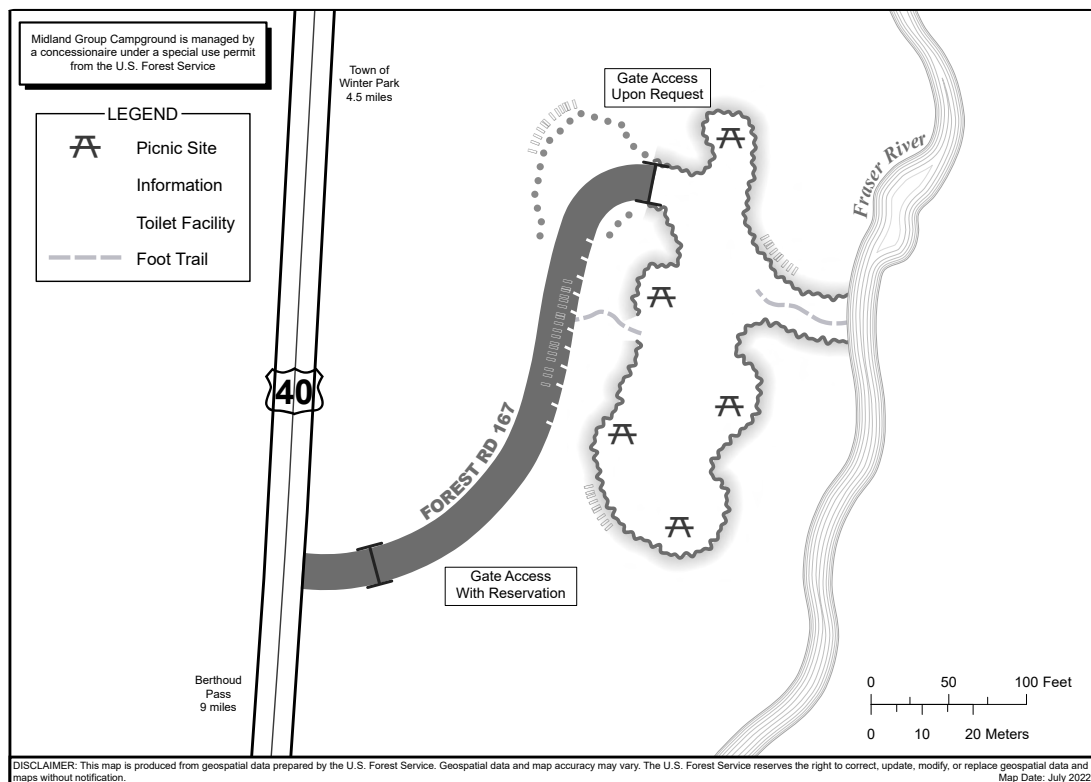 Midland Group Campground is managed by
a concessionaire under a special use permit
from the U.S. Forest Service
LEGEND
Picnic Site
Information
Toilet Facility
Foot Trail
Town of
Winter Park
4.5 miles
Gate Access
Upon Request
Fraser River
40
FOREST RD 167
Gate Access
With Reservation
Berthoud
Pass
9 miles
0 50 100 Feet
0 10 20 Meters
DISCLAIMER: This map is produced from geospatial data prepared by the U.S. Forest Service. Geospatial data and map accuracy may vary. The U.S. Forest Service reserves the right to correct, update, modify, or replace geospatial data and
maps without notification.
Map Date: July 2022